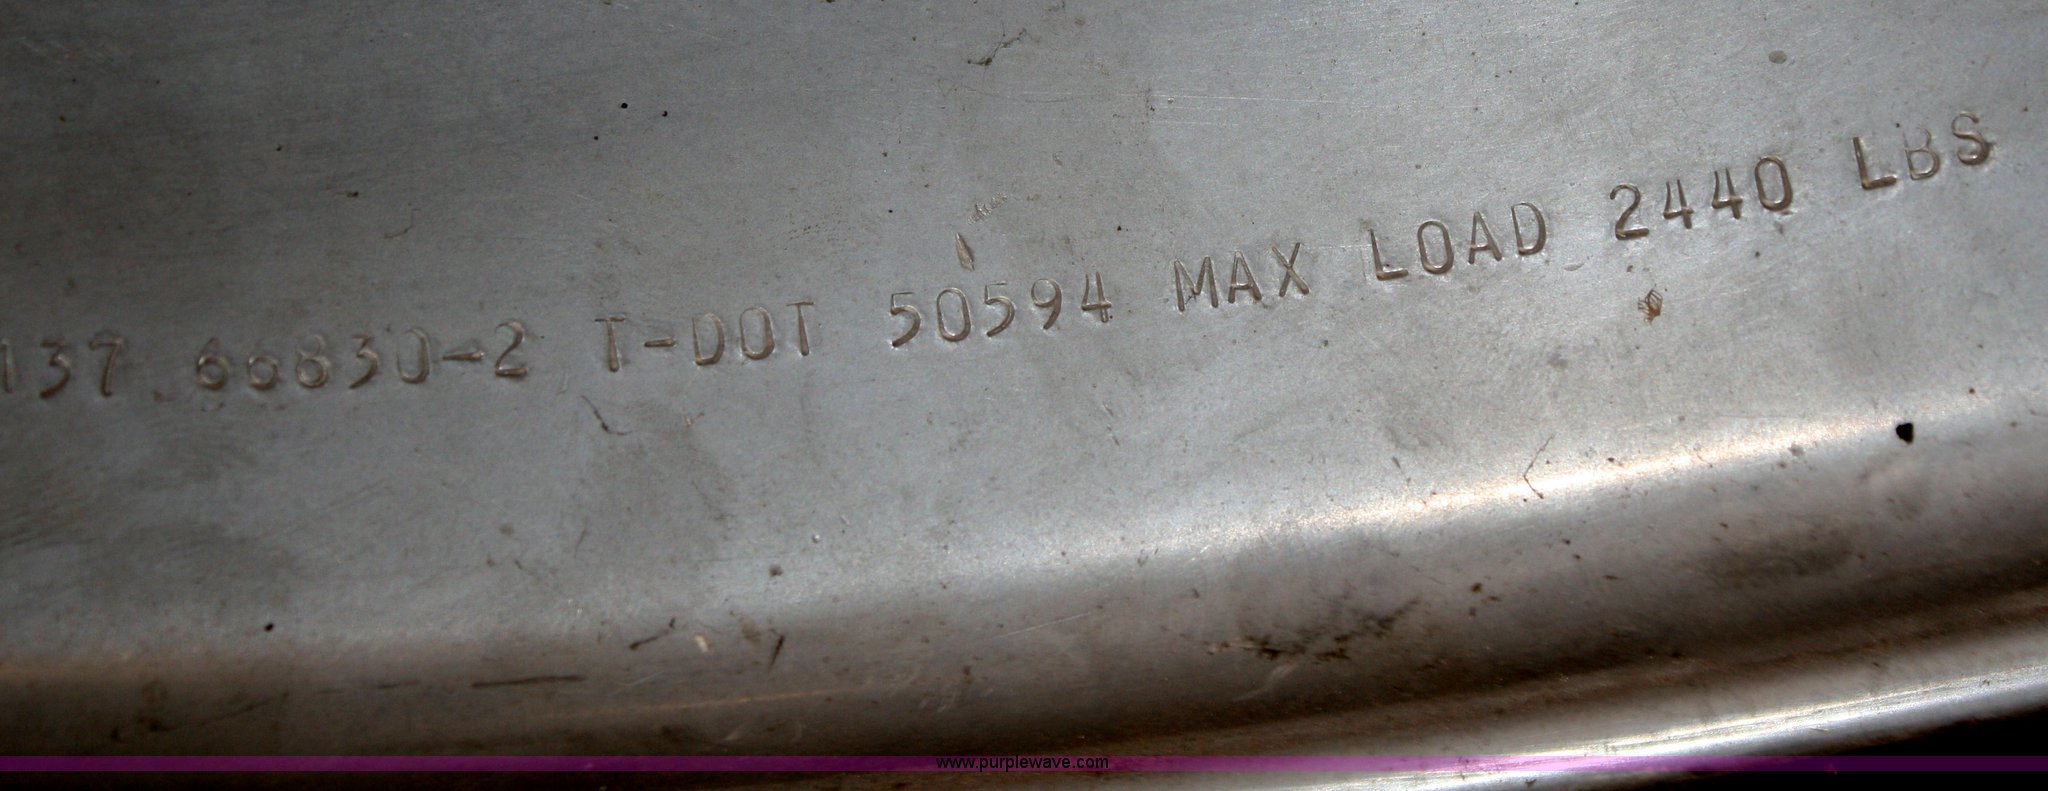 137 66830-2 T-DOT 50594 MAX LOAD 2440 LBS
www.purplewave.com